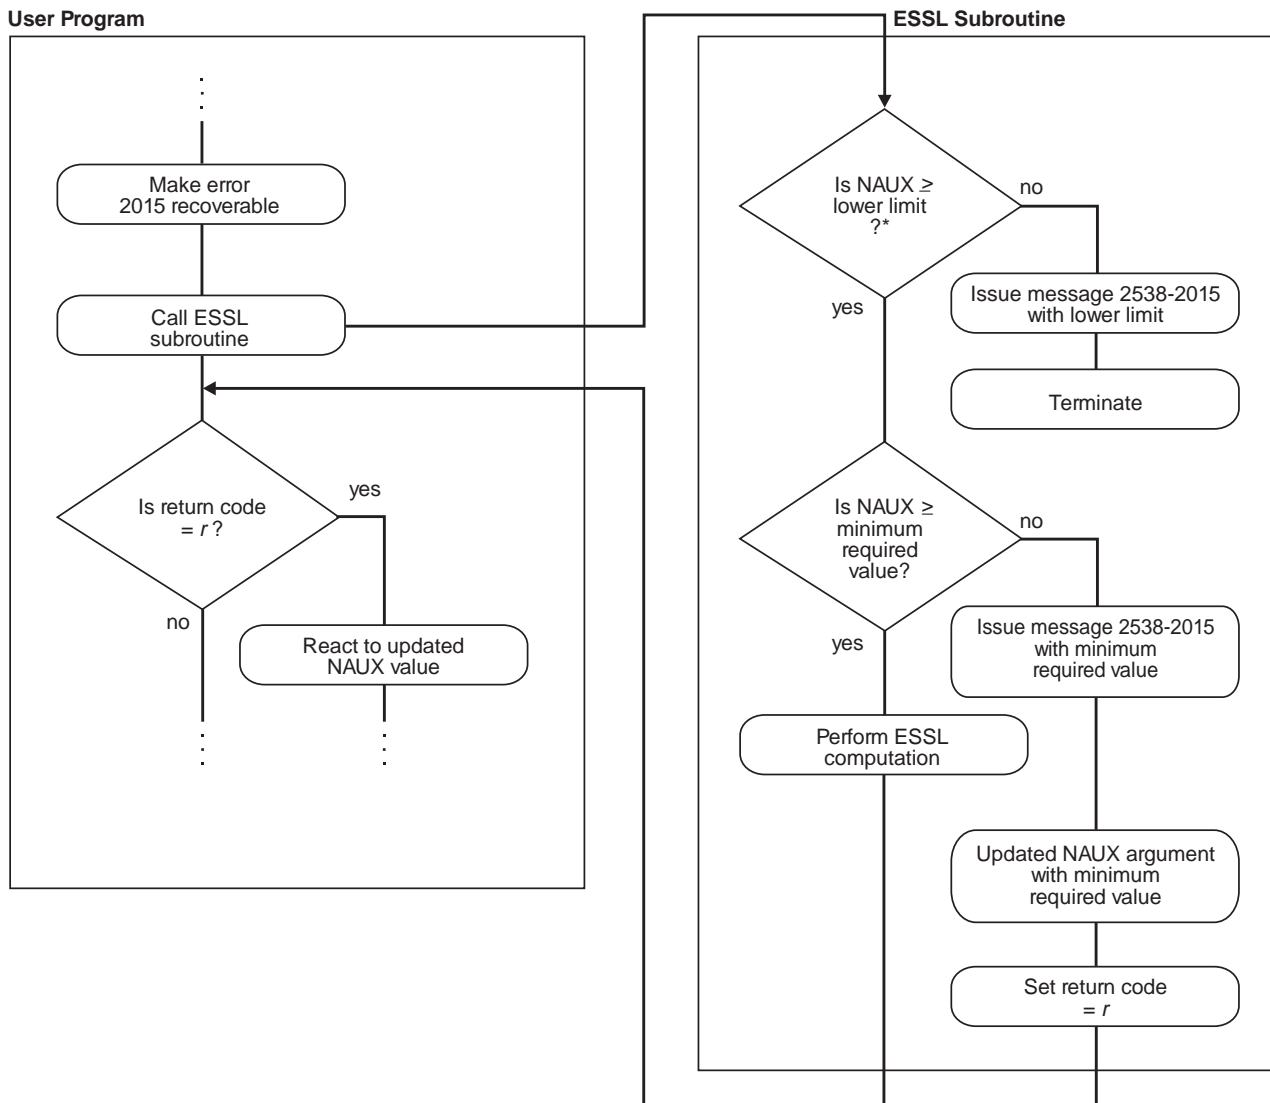 User Program
Make error
2015 recoverable
Call ESSL
subroutine
Is return code
= r ?
yes
no
React to updated
NAUX value
ESSL Subroutine
Is NAUX ≥
lower limit
?*
no
yes
Issue message 2538-2015
with lower limit
Terminate
Is NAUX ≥
minimum
required
value?
no
yes
Issue message 2538-2015
with minimum
required value
Perform ESSL
computation
Updated NAUX argument
with minimum
required value
Set return code
= r